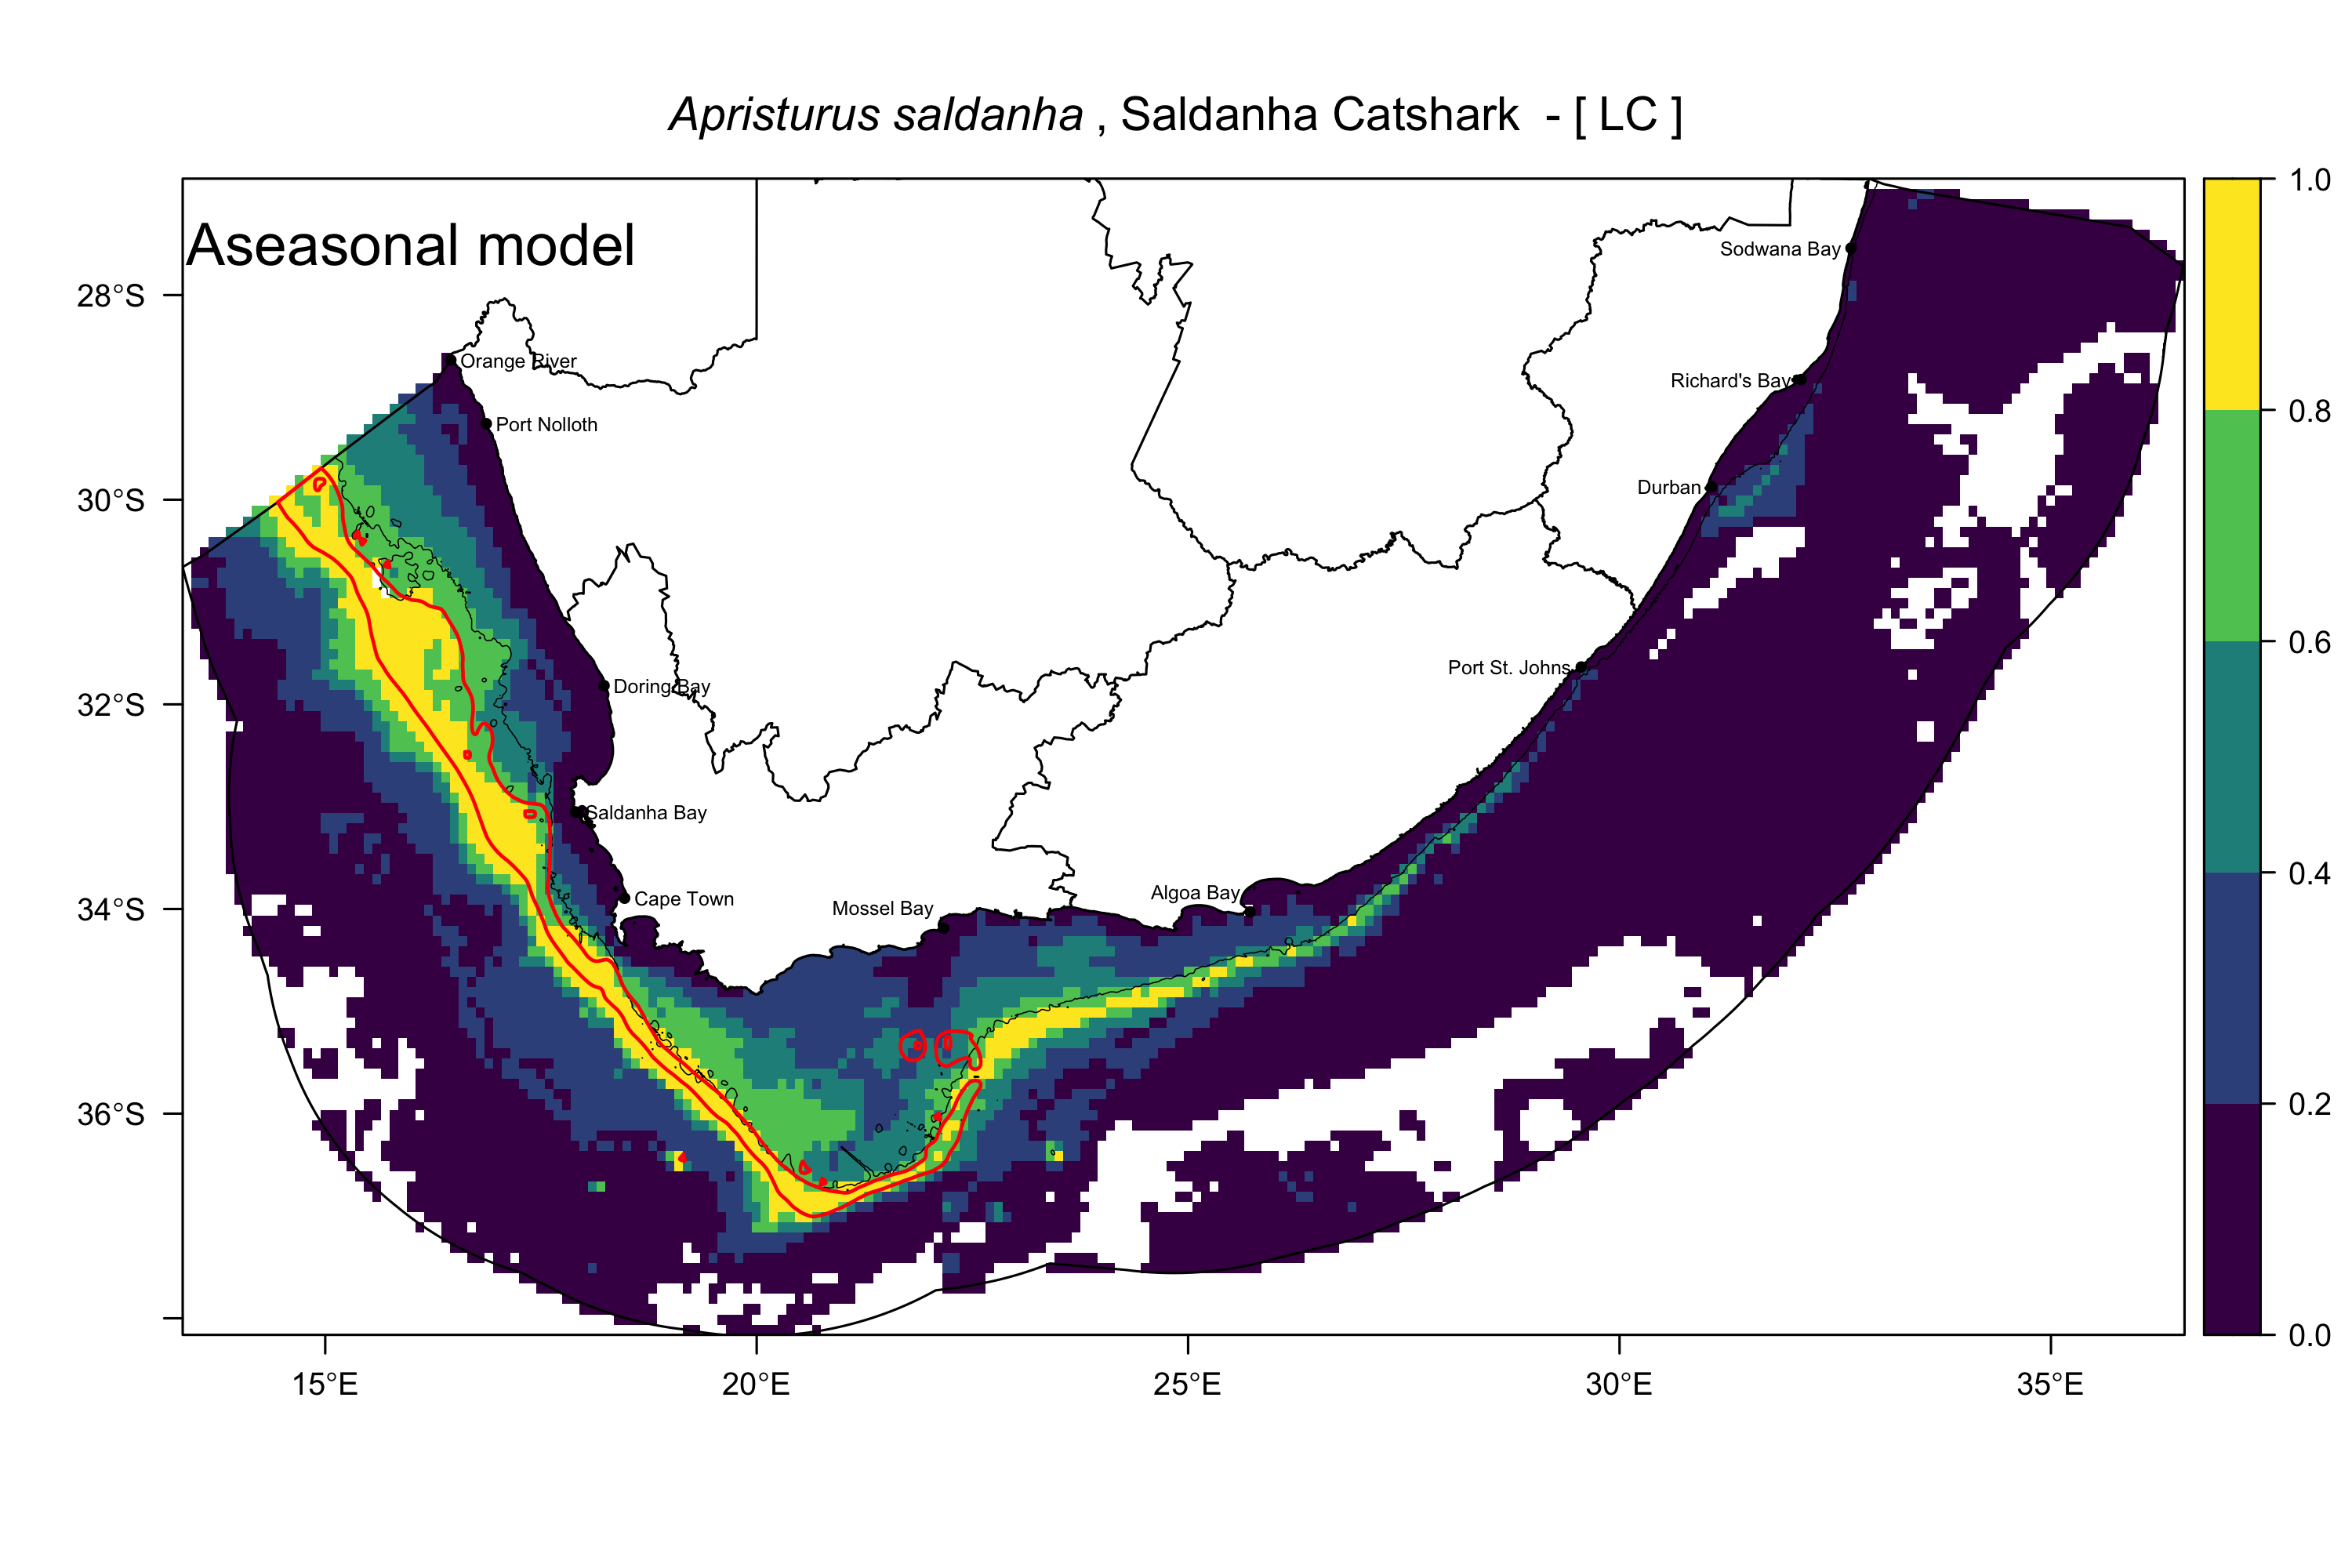 Apristurus saldanha , Saldanha Catshark - [ LC ]
Aseasonal model
1.0
0.8
0.6
0.4
0.2
0.0
28°S
30°S
32°S
34°S
36°S
Sodwana Bay
Orange River
Richard's Bay
Port Nolloth
Durban
Port St. Johns
Doring Bay
Saldanha Bay
Cape Town
Mossel Bay
Algoa Bay
15°E
20°E
25°E
30°E
35°E